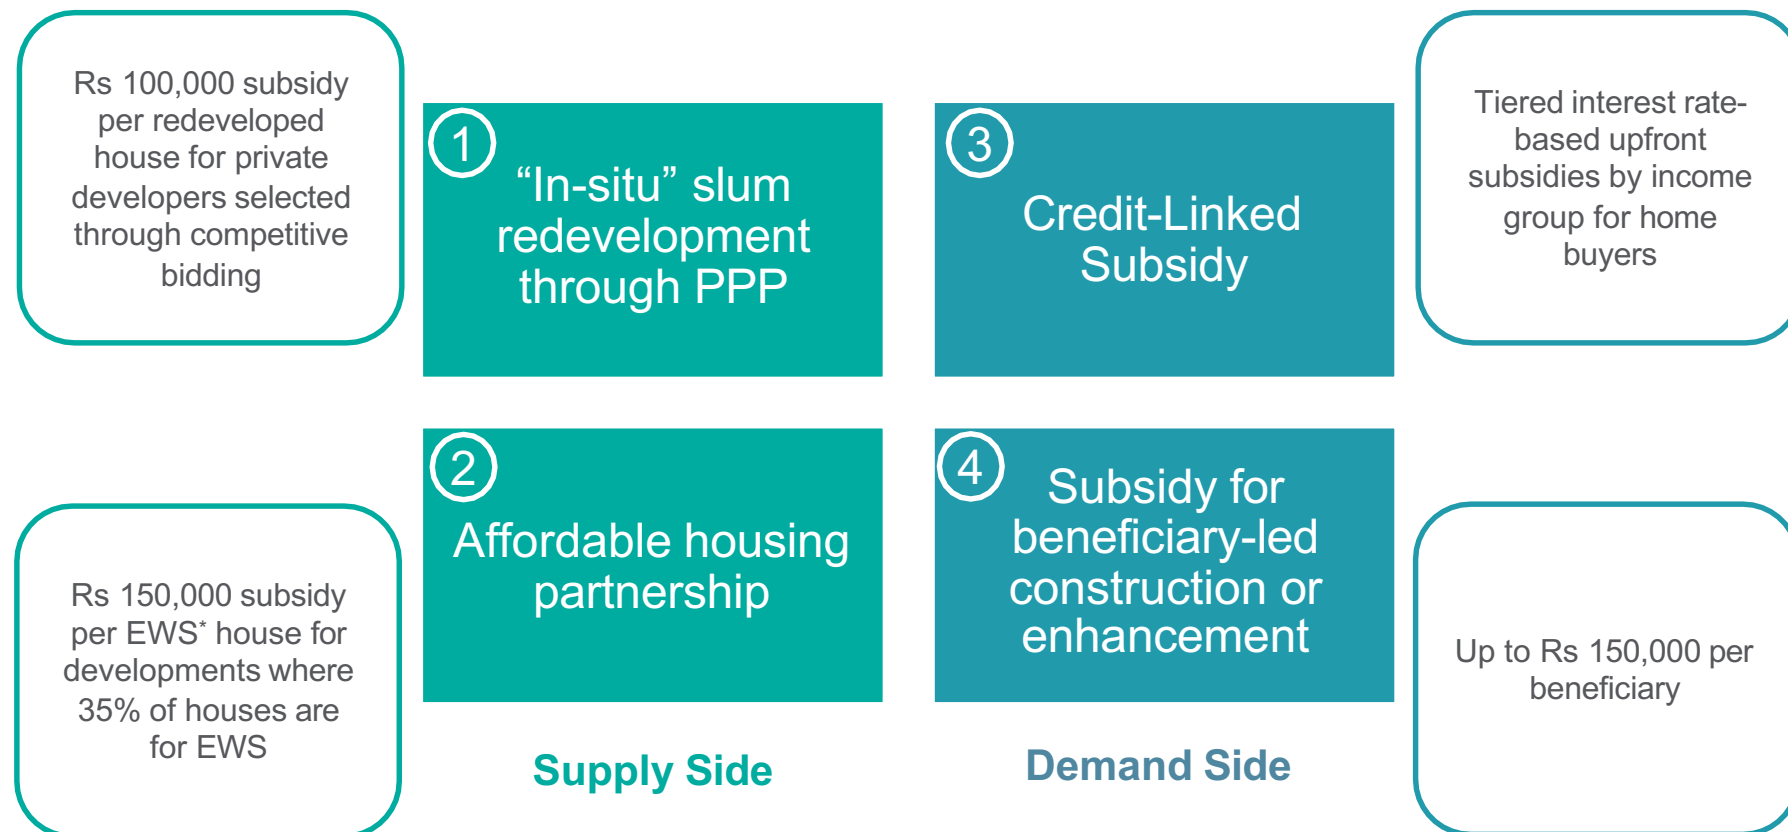 Rs 100,000 subsidy
per redeveloped
house for private
developers selected
through competitive
bidding
1
“In-situ” slum
redevelopment
through PPP
3
Credit-Linked
Subsidy
Tiered interest rate-
based upfront
subsidies by income
group for home
buyers
Rs 150,000 subsidy
per EWS* house for
developments where
35% of houses are
for EWS
2
Affordable housing
partnership
4
Subsidy for
beneficiary-led
construction or
enhancement
Up to Rs 150,000 per
beneficiary
Supply Side
Demand Side